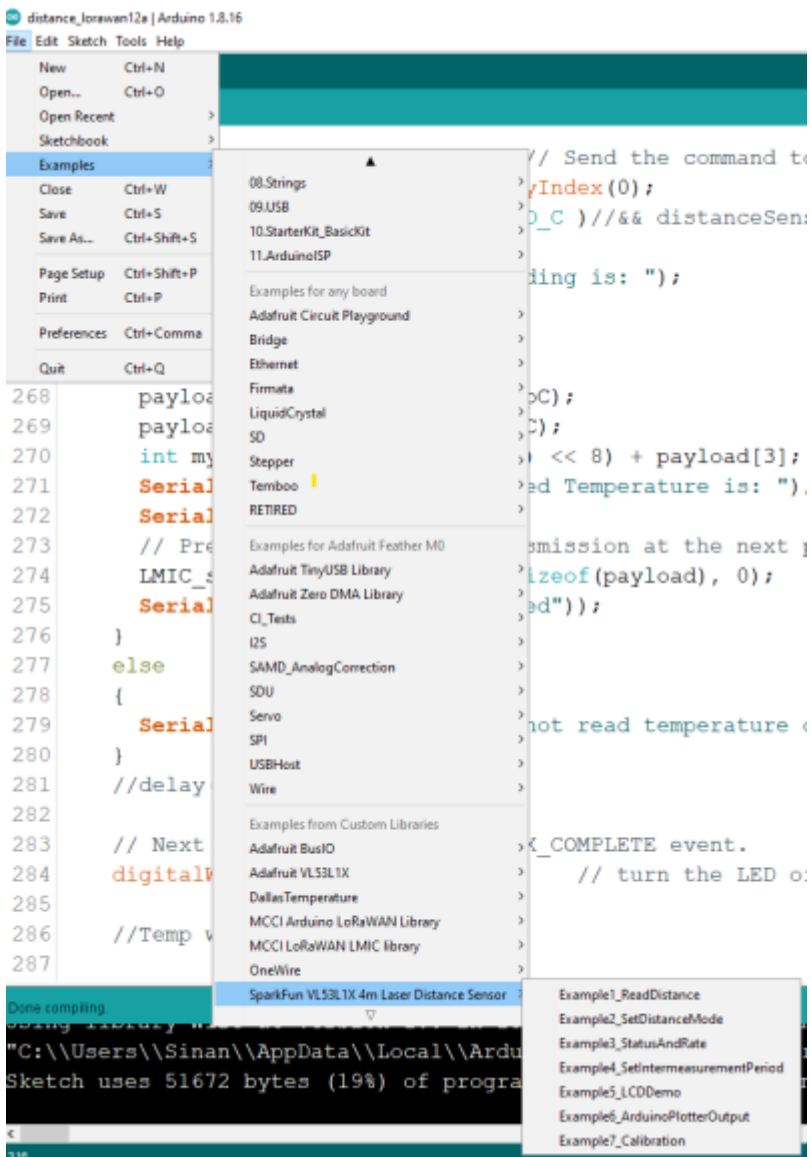 distance_lorawan12a | Arduino 1.8.16
File Edit Sketch Tools Help
New Ctrl+N
Open... Ctrl+O
Open Recent
Sketchbook
Examples
Close Ctrl+W
Save Ctrl+S
Save As... Ctrl+Shift+S
Page Setup Ctrl+Shift+P
Print Ctrl+P
Preferences Ctrl+Comma
Quit Ctrl+Q
08.Strings
09.USB
10.StarterKit_BasicKit
11.ArduinoISP
Examples for any board
Adafruit Circuit Playground
Bridge
Ethernet
Firmata
LiquidCrystal
SD
Stepper
Temboo
RETIRED
Examples for Adafruit Feather M0
Adafruit TinyUSB Library
Adafruit Zero DMA Library
CI_Tests
I2S
SAMD_AnalogCorrection
SDU
Servo
SPI
USBHost
Wire
Examples from Custom Libraries
Adafruit BusIO
Adafruit VL53L1X
DallasTemperature
MCCI Arduino LoRaWAN Library
MCCI LoRaWAN LMIC library
OneWire
SparkFun VL53L1X 4m Laser Distance Sensor
Example1_ReadDistance
Example2_SetDistanceMode
Example3_StatusAndRate
Example4_SetIntermeasurementPeriod
Example5_LCDDemo
Example6_ArduinoPlotterOutput
Example7_Calibration
// Send the command to
yIndex(0);
D_C )//&& distanceSens
ding is: ");
268 payloa oC);
269 payloa C);
270 int my ) << 8) + payload[3];
271 Serial ed Temperature is: ")
272 Serial
273 // Pre smission at the next p
274 LMIC_s izeof(payload), 0);
275 Serial ed"));
276 }
277 else
278 {
279 Serial not read temperature
280 }
281 //delay
282
283 // Next X_COMPLETE event.
284 digitalW // turn the LED o
285
286 //Temp
287
Done compiling.
"C:\\Users\\Sinan\\AppData\\Local\\Ardu
Sketch uses 51672 bytes (19%) of progra